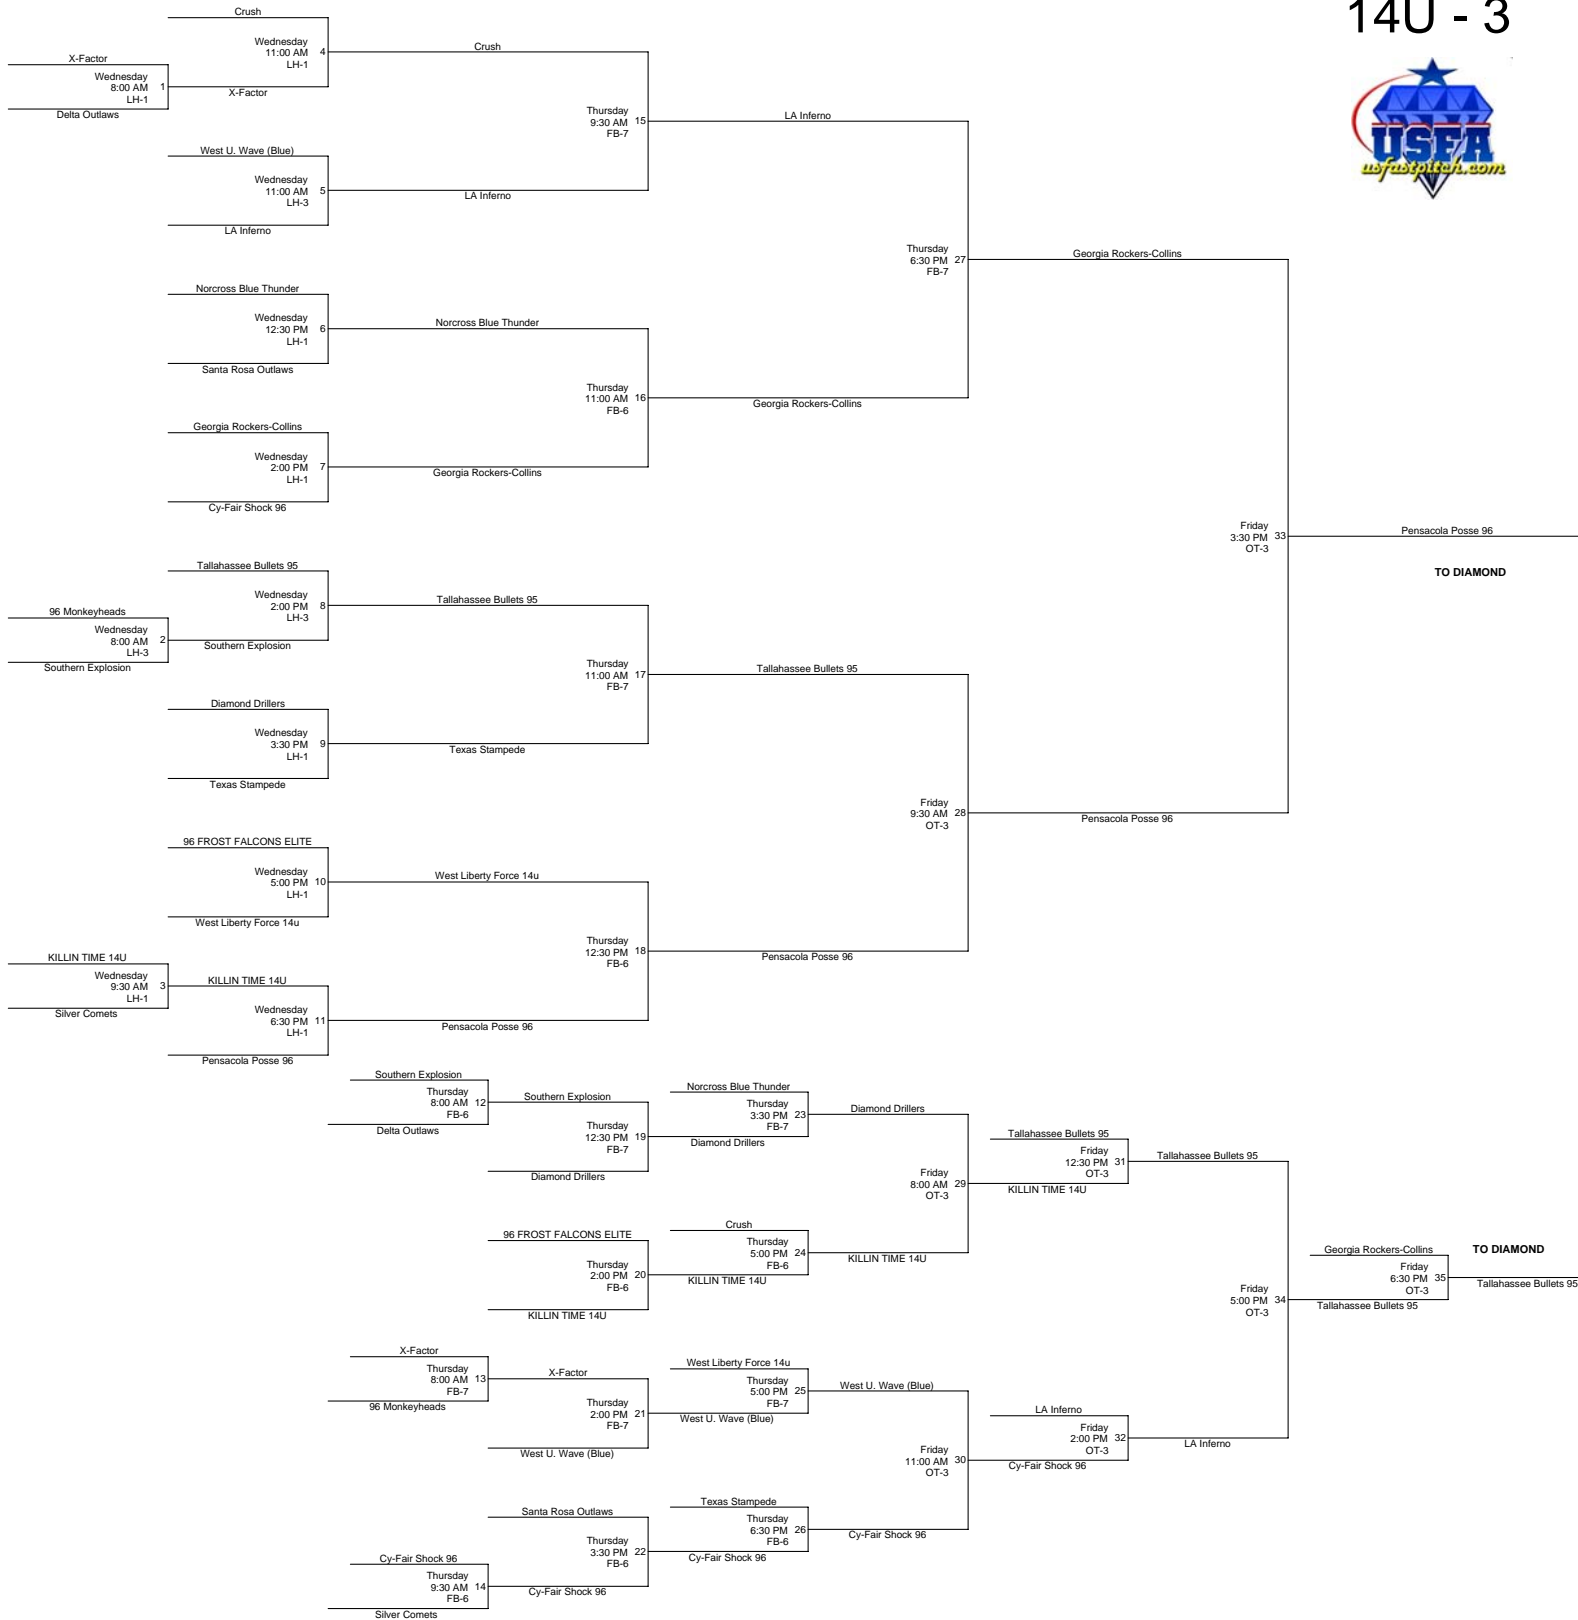 14U - 3
USFA
usfastpitch.com
Crush
Wednesday
11:00 AM 4
LH-1
X-Factor
Wednesday
8:00 AM 1
LH-1
Delta Outlaws
X-Factor
Crush
Thursday
9:30 AM 15
FB-7
West U. Wave (Blue)
Wednesday
11:00 AM 5
LH-3
LA Inferno
LA Inferno
LA Inferno
Thursday
6:30 PM 27
FB-7
Norcross Blue Thunder
Wednesday
12:30 PM 6
LH-1
Santa Rosa Outlaws
Norcross Blue Thunder
Thursday
11:00 AM 16
FB-6
Georgia Rockers-Collins
Wednesday
2:00 PM 7
LH-1
Cy-Fair Shock 96
Georgia Rockers-Collins
Georgia Rockers-Collins
Georgia Rockers-Collins
Friday
3:30 PM 33
OT-3
Pensacola Posse 96
TO DIAMOND
Tallahassee Bullets 95
Wednesday
2:00 PM 8
LH-3
96 Monkeyheads
Wednesday
8:00 AM 2
LH-3
Southern Explosion
Southern Explosion
Tallahassee Bullets 95
Thursday
11:00 AM 17
FB-7
Diamond Drillers
Wednesday
3:30 PM 9
LH-1
Texas Stampede
Texas Stampede
Tallahassee Bullets 95
Friday
9:30 AM 28
OT-3
Pensacola Posse 96
96 FROST FALCONS ELITE
Wednesday
5:00 PM 10
LH-1
West Liberty Force 14u
West Liberty Force 14u
Thursday
12:30 PM 18
FB-6
Pensacola Posse 96
KILLIN TIME 14U
Wednesday
9:30 AM 3
LH-1
Silver Comets
KILLIN TIME 14U
Wednesday
6:30 PM 11
LH-1
Pensacola Posse 96
Pensacola Posse 96
Southern Explosion
Thursday
8:00 AM 12
FB-6
Delta Outlaws
Southern Explosion
Thursday
12:30 PM 19
FB-7
Diamond Drillers
Norcross Blue Thunder
Thursday
3:30 PM 23
FB-7
Diamond Drillers
Diamond Drillers
Friday
8:00 AM 29
OT-3
Tallahassee Bullets 95
Friday
12:30 PM 31
OT-3
KILLIN TIME 14U
Tallahassee Bullets 95
96 FROST FALCONS ELITE
Thursday
2:00 PM 20
FB-6
KILLIN TIME 14U
Crush
Thursday
5:00 PM 24
FB-6
KILLIN TIME 14U
KILLIN TIME 14U
Friday
5:00 PM 34
OT-3
Georgia Rockers-Collins
TO DIAMOND
Friday
6:30 PM 35
OT-3
Tallahassee Bullets 95
Tallahassee Bullets 95
X-Factor
Thursday
8:00 AM 13
FB-7
96 Monkeyheads
X-Factor
Thursday
2:00 PM 21
FB-7
West U. Wave (Blue)
West Liberty Force 14u
Thursday
5:00 PM 25
FB-7
West U. Wave (Blue)
West U. Wave (Blue)
Friday
11:00 AM 30
OT-3
LA Inferno
Friday
2:00 PM 32
OT-3
Cy-Fair Shock 96
LA Inferno
Santa Rosa Outlaws
Thursday
3:30 PM 22
FB-6
Texas Stampede
Thursday
6:30 PM 26
FB-6
Cy-Fair Shock 96
Cy-Fair Shock 96
Cy-Fair Shock 96
Thursday
9:30 AM 14
FB-6
Silver Comets
Cy-Fair Shock 96